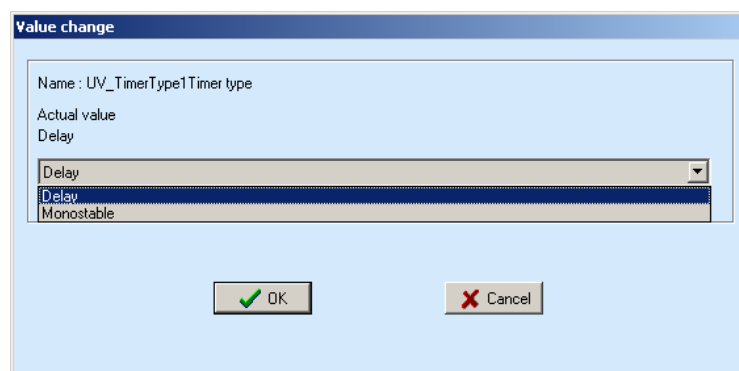 Value change
Name : UV_TimerType1Timer type
Actual value
Delay
Delay
Delay
Monostable
OK
Cancel